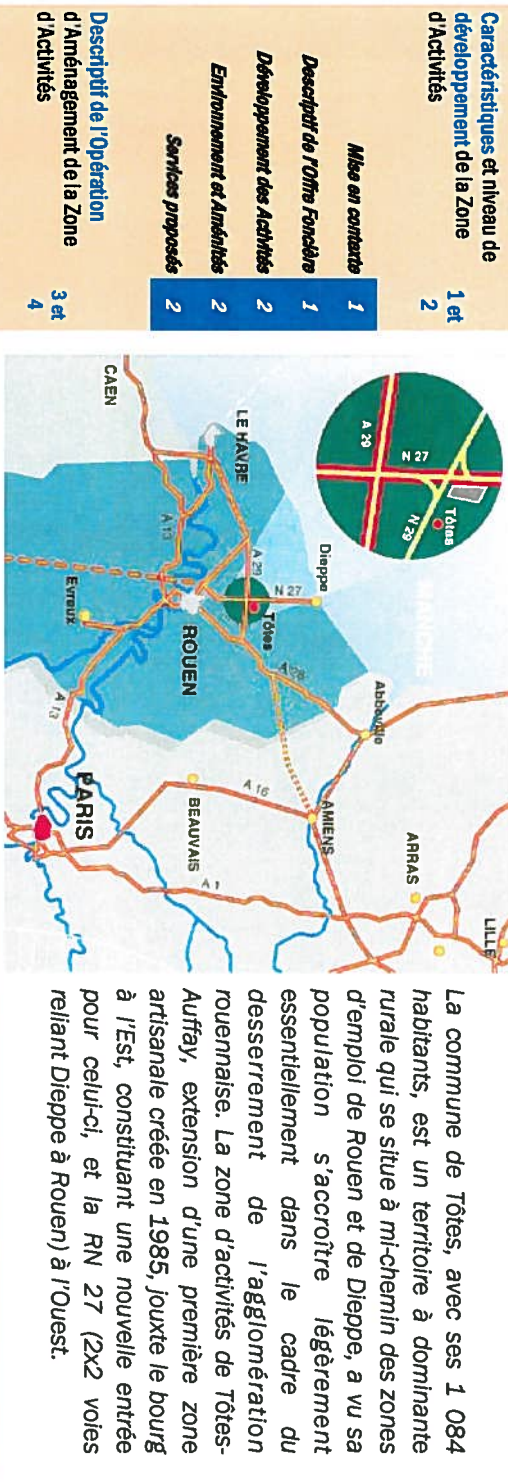 Caractéristiques et niveau de
développement de la Zone
d'Activités
1 et
2
Mise en contexte 1
Descriptif de l'Offre Foncière 1
Développement des Activités 2
Environnement et Aménités 2
Services proposés 2
Descriptif de l'Opération
d'Aménagement de la Zone
d'Activités
3 et
4
A 29
N 27
Tôtes
N 29
MANCHE
LILLE
ARRAS
Abbeville
AMIENS
Dieppe
N 27
A 28
A 29
Tôtes
LE HAVRE
ROUEN
A 13
CAEN
Evreux
A 13
BEAUVAIS
A 16
A 1
PARIS
La commune de Tôtes, avec ses 1 084
habitants, est un territoire à dominante
rurale qui se situe à mi-chemin des zones
d'emploi de Rouen et de Dieppe, a vu sa
population s'accroître légèrement
essentiellement dans le cadre du
desserrement de l'agglomération
rouennaise. La zone d'activités de Tôtes-
Auffay, extension d'une première zone
artisanale créée en 1985, jouxte le bourg
à l'Est, constituant une nouvelle entrée
pour celui-ci, et la RN 27 (2x2 voies
reliant Dieppe à Rouen) à l'Ouest.